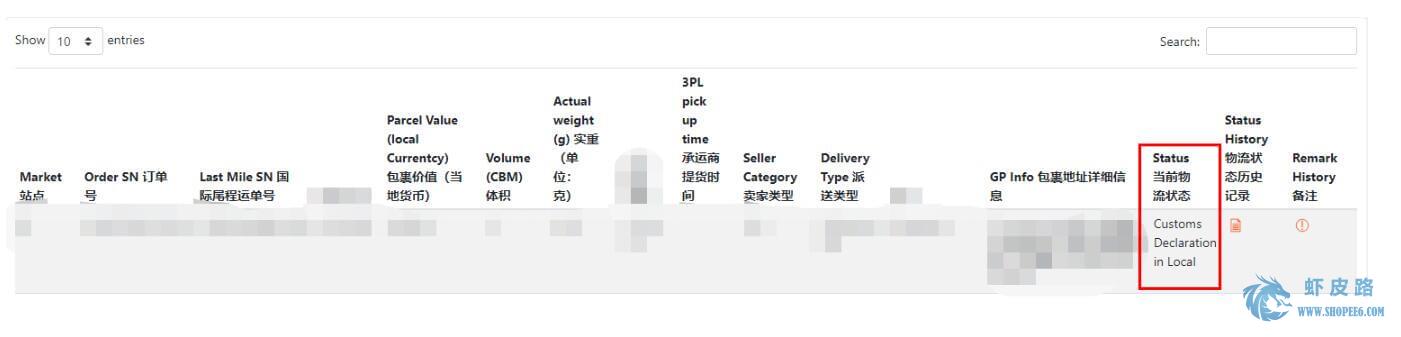 Show 10 entries
Search:
Market
站点
Order SN 订单
号
Last Mile SN 国
际尾程运单号
Parcel Value
(local
Currentcy)
包裹价值（当
地货币）
Volume
(CBM)
体积
Actual
weight
(g) 实重
（单
位：
克）
3PL
pick
up
time
承运商
提货时
间
Seller
Category
卖家类型
Delivery
Type 派
送类型
GP Info 包裹地址详细信
息
Status
当前物
流状态
Status
History
物流状
态历史
记录
Remark
History
备注
Customs
Declaration
in Local
虾皮路
WWW.SHOPEE6.COM